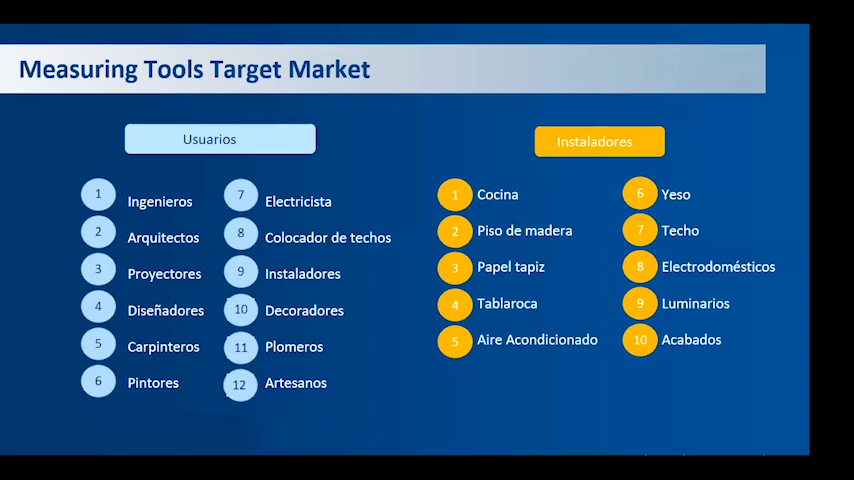 Measuring Tools Target Market
Usuarios
1 Ingenieros
2 Arquitectos
3 Proyectores
4 Diseñadores
5 Carpinteros
6 Pintores
7 Electricista
8 Colocador de techos
9 Instaladores
10 Decoradores
11 Plomeros
12 Artesanos
Instaladores
1 Cocina
2 Piso de madera
3 Papel tapiz
4 Tablaroca
5 Aire Acondicionado
6 Yeso
7 Techo
8 Electrodomésticos
9 Luminarios
10 Acabados